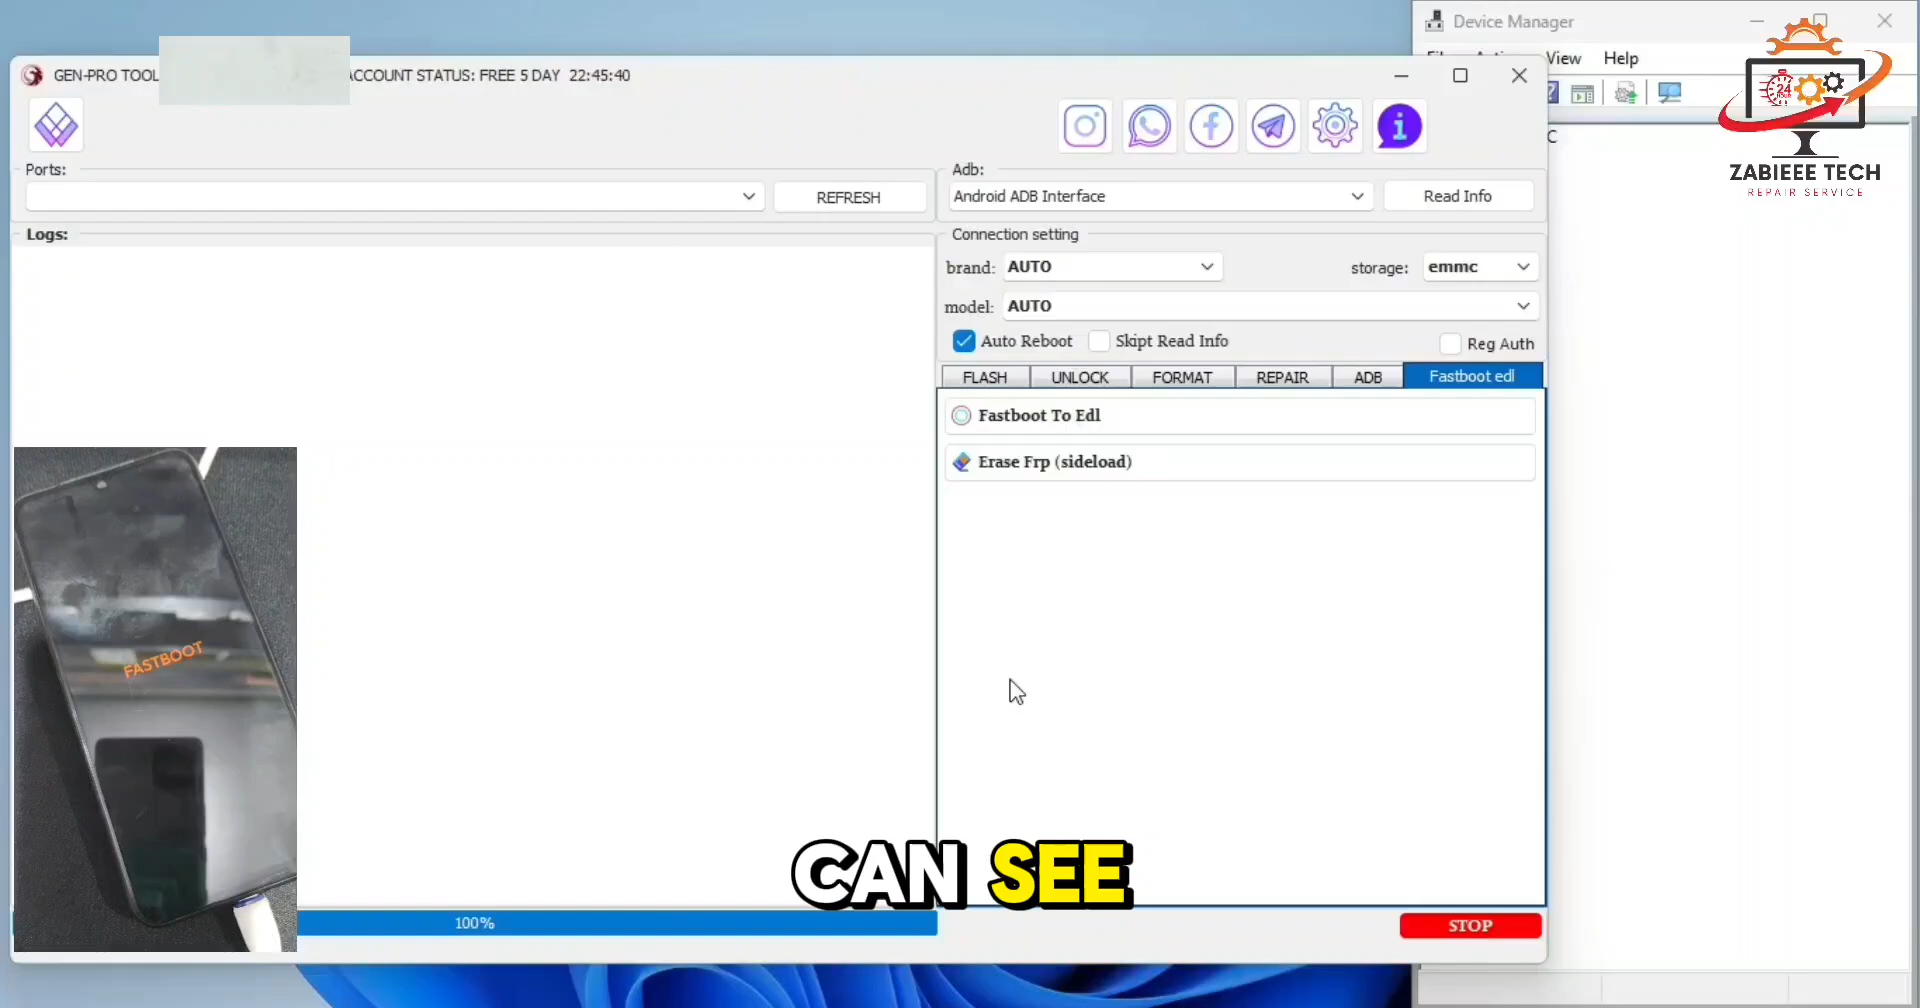 Device Manager
View Help
GEN-PRO TOOL ACCOUNT STATUS: FREE 5 DAY 22:45:40
ZABIEEE TECH
REPAIR SERVICE
24
Ports:
REFRESH
Adb:
Android ADB Interface
Read Info
Logs:
Connection setting
brand: AUTO
storage: emmc
model: AUTO
Auto Reboot
Skipt Read Info
Reg Auth
FLASH
UNLOCK
FORMAT
REPAIR
ADB
Fastboot edl
Fastboot To Edl
Erase Frp (sideload)
FASTBOOT
CAN SEE
100%
STOP